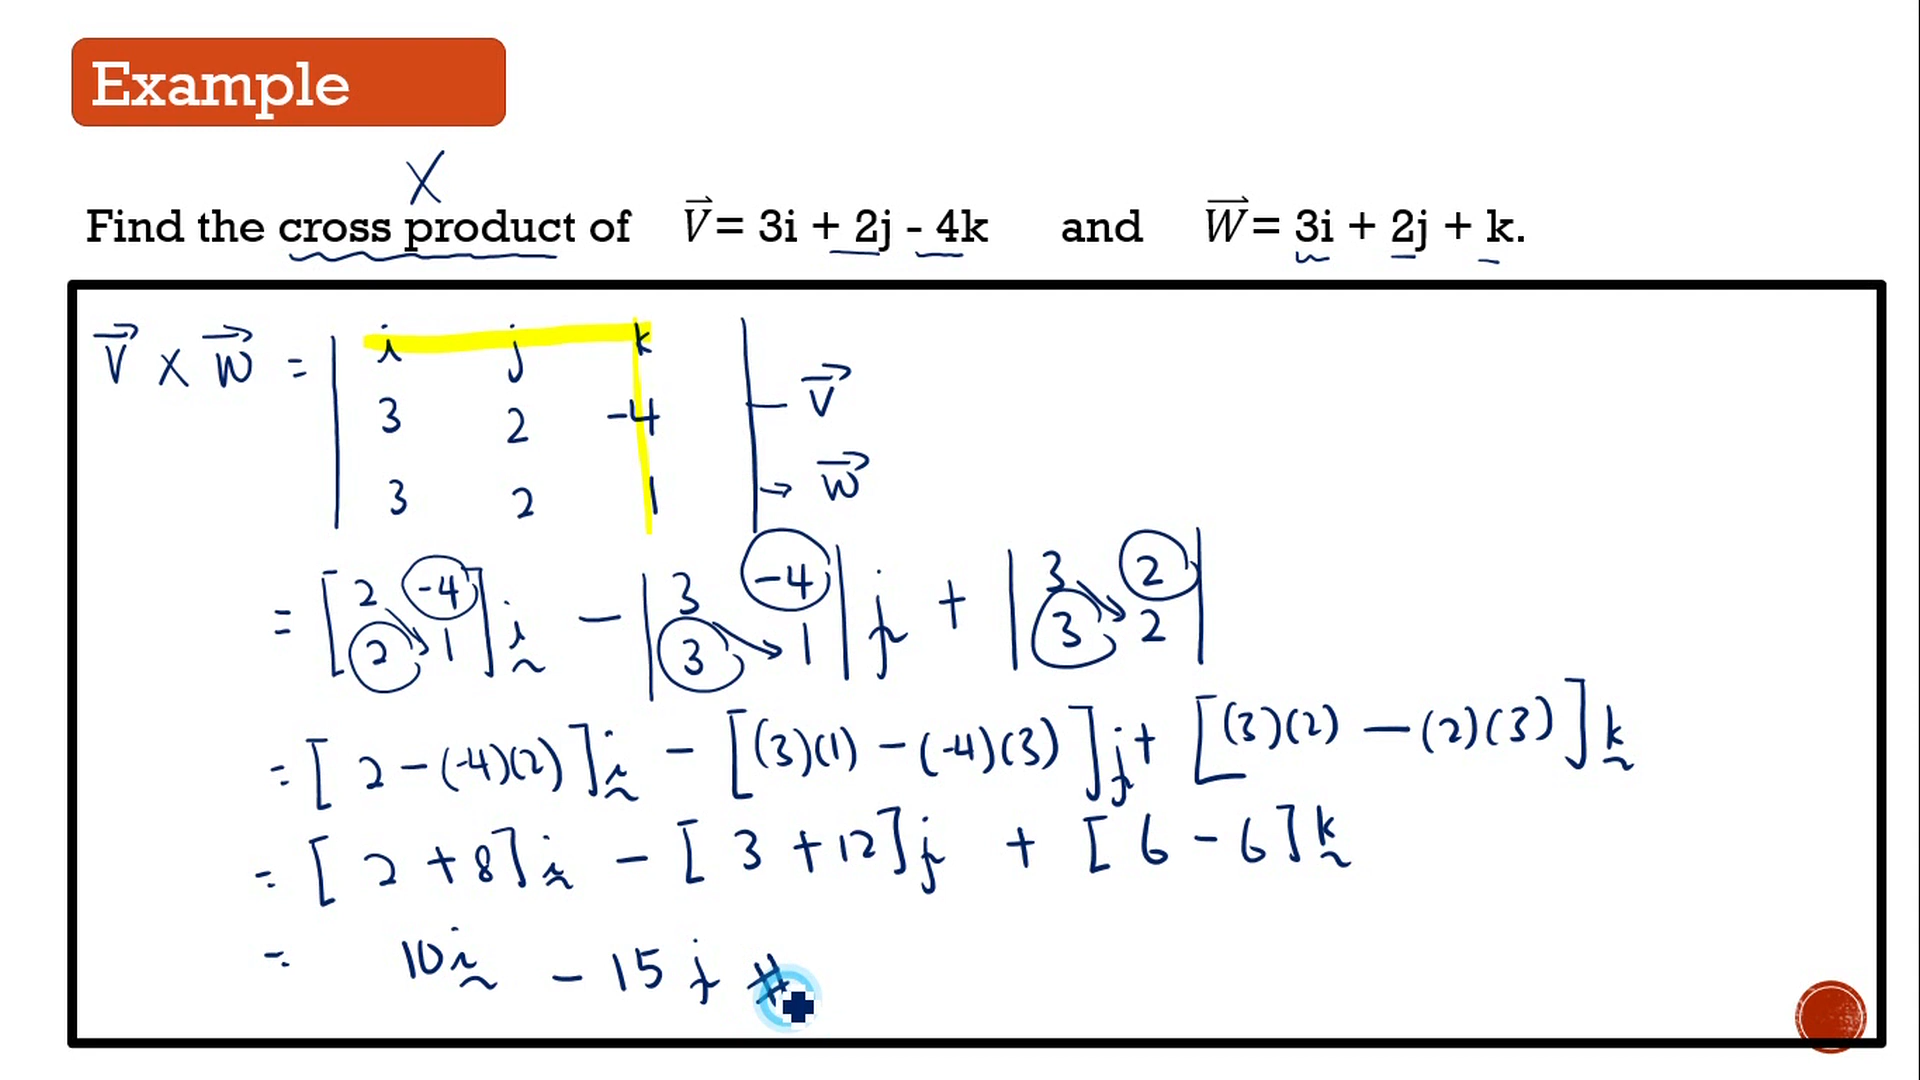 Example
X
Find the cross product of V⃗ = 3i + 2j - 4k and W⃗ = 3i + 2j + k.
V⃗ × W⃗ = | i j k |
3 2 -4 — V⃗
3 2 1 → W⃗
= [ 2 -4 ] i − | 3 -4 | j + | 3 2 |
2 1 3 1 3 2
= [ 2 − (-4)(2) ] i − [ (3)(1) − (-4)(3) ] j + [ (3)(2) − (2)(3) ] k
= [ 2 + 8 ] i − [ 3 + 12 ] j + [ 6 − 6 ] k
= 10 i − 15 j #